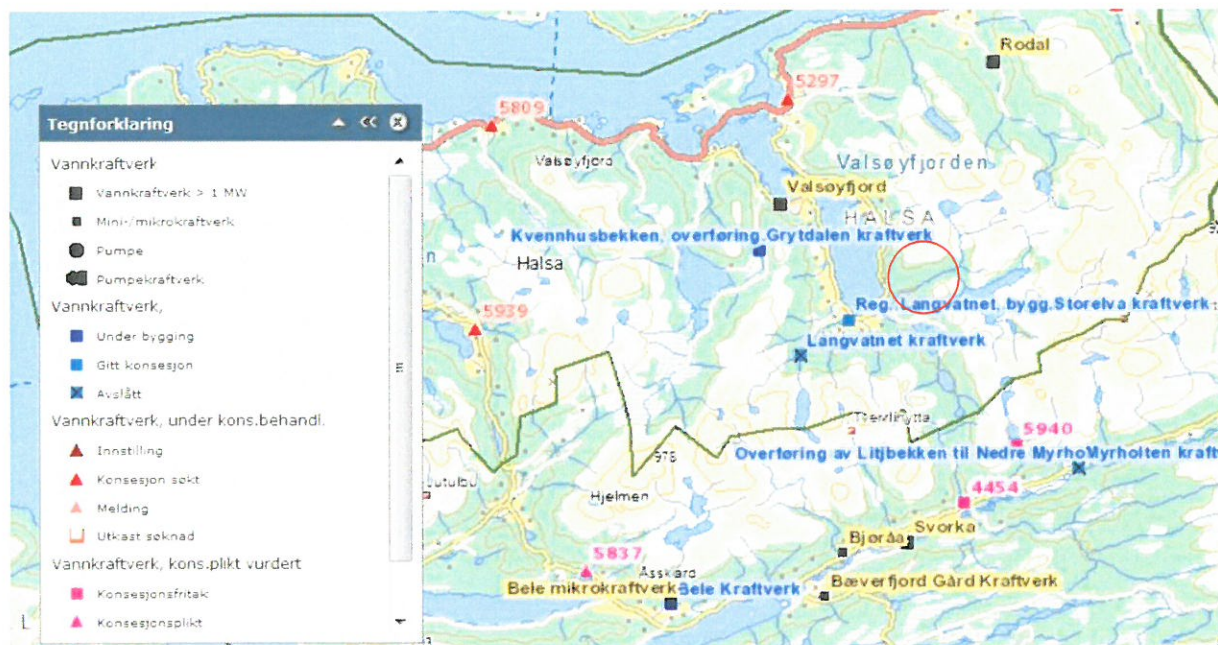 Tegnforklaring
Vannkraftverk
Vannkraftverk > 1 MW
Mini-/mikrokraftverk
Pumpe
Pumpekraftverk
Vannkraftverk,
Under bygging
Gitt konsesjon
Avslått
Vannkraftverk, under kons.behandl.
Innstilling
Konsesjon søkt
Melding
Utkast søknad
Vannkraftverk, kons.plikt vurdert
Konsesjonsfritak
Konsesjonsplikt
Rodal
5297
5809
Valsøyfjord
Valsøyfjorden
Valsøyfjord
HALSA
Kvennhusbekken, overføring Grytdalen kraftverk
Halsa
Reg. Langvatnet, bygg.Storelva kraftverk
5939
Langvatnet kraftverk
5940
Overføring av Litjbekken til Nedre Myrho
Myrholten kraft
4454
Hjelmen
Svorka
Bjøråa
5837
Åsskard
Bele mikrokraftverk
Bele Kraftverk
Bæverfjord Gård Kraftverk
L